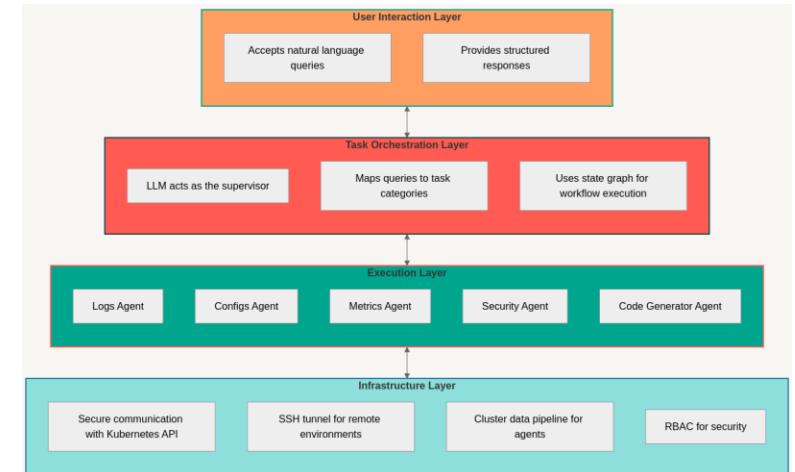 User Interaction Layer
Accepts natural language
queries
Provides structured
responses
Task Orchestration Layer
LLM acts as the supervisor
Maps queries to task
categories
Uses state graph for
workflow execution
Execution Layer
Logs Agent
Configs Agent
Metrics Agent
Security Agent
Code Generator Agent
Infrastructure Layer
Secure communication
with Kubernetes API
SSH tunnel for remote
environments
Cluster data pipeline for
agents
RBAC for security